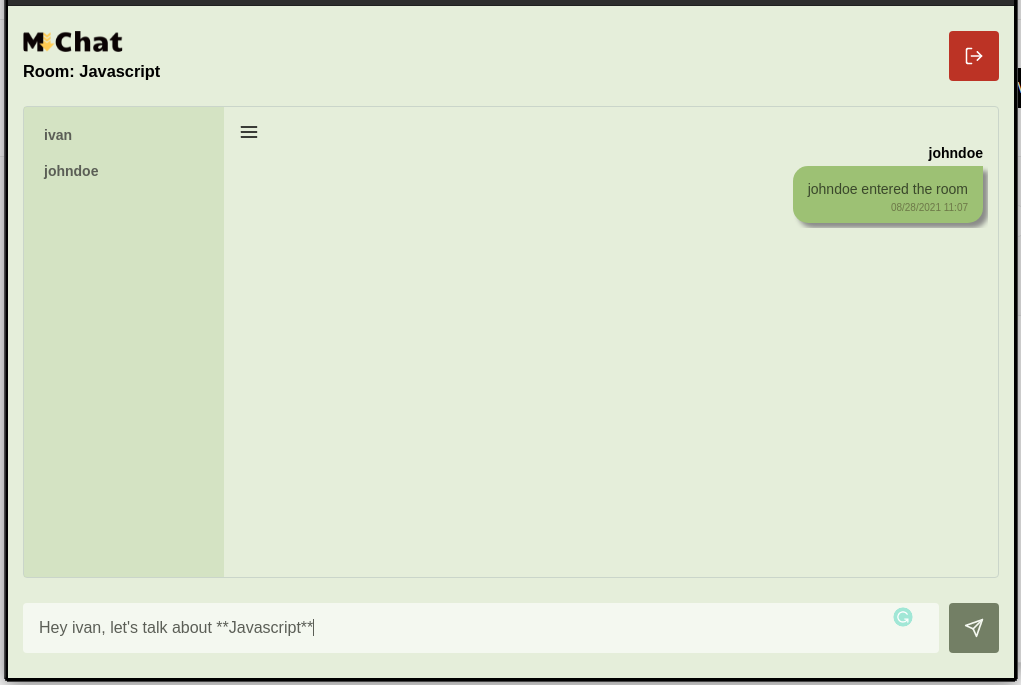 M Chat
Room: Javascript
ivan
johndoe
johndoe
johndoe entered the room
08/28/2021 11:07
Hey ivan, let's talk about **Javascript**